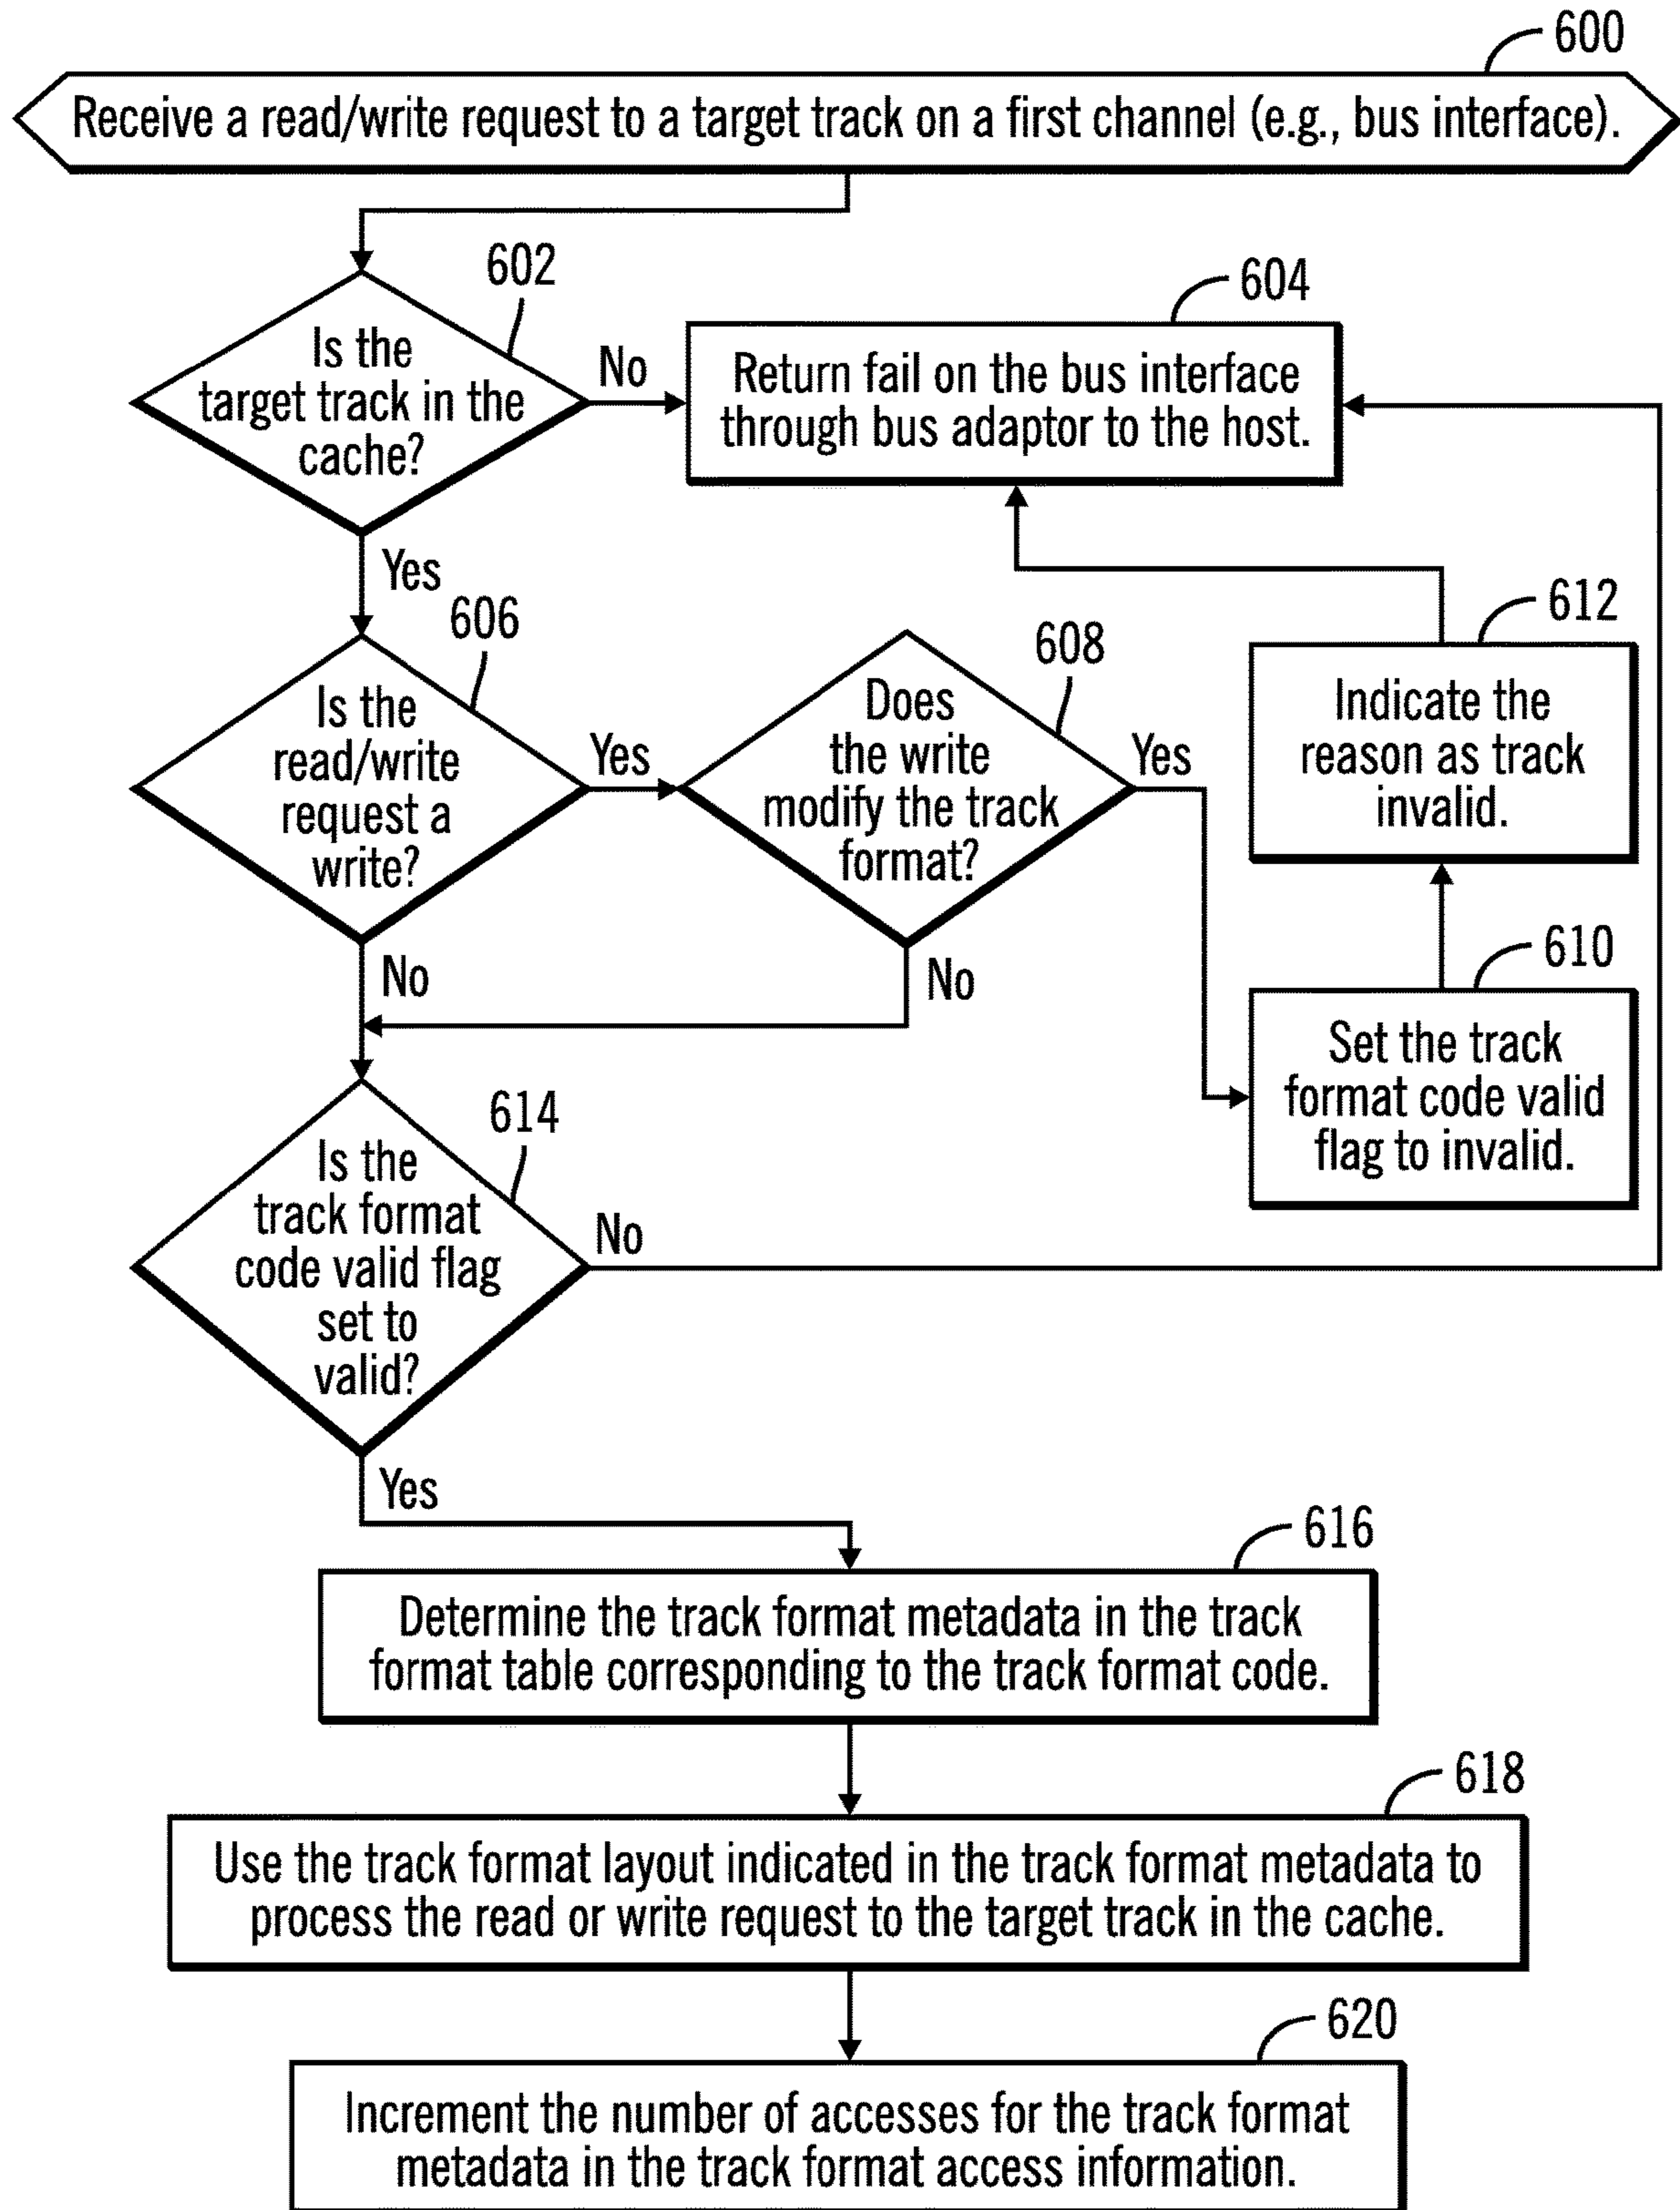 600
Receive a read/write request to a target track on a first channel (e.g., bus interface).
602
Is the
target track in the
cache?
No
604
Return fail on the bus interface
through bus adaptor to the host.
Yes
606
Is the
read/write
request a
write?
Yes
608
Does
the write
modify the track
format?
Yes
612
Indicate the
reason as track
invalid.
No
No
610
Set the track
format code valid
flag to invalid.
614
Is the
track format
code valid flag
set to
valid?
No
Yes
616
Determine the track format metadata in the track
format table corresponding to the track format code.
618
Use the track format layout indicated in the track format metadata to
process the read or write request to the target track in the cache.
620
Increment the number of accesses for the track format
metadata in the track format access information.